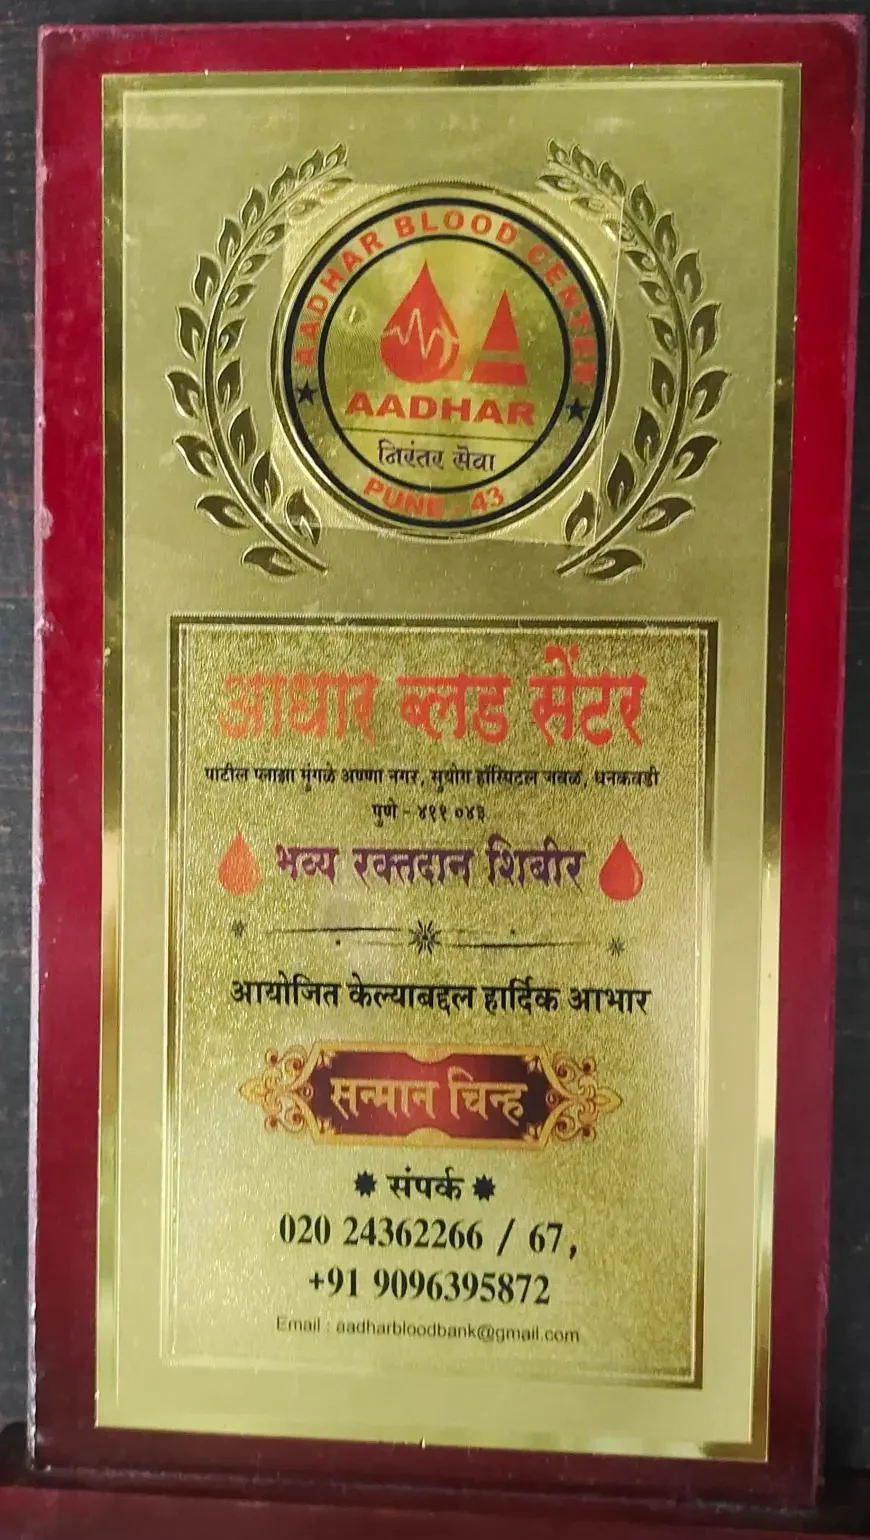 AADHAR BLOOD CENTER
AADHAR
निरंतर सेवा
PUNE - 43
आधार ब्लड सेंटर
पाटील प्लाझा मुंगळे अण्णा नगर, सुयोग हॉस्पिटल जवळ, धनकवडी
पुणे - ४११ ०४३
भव्य रक्तदान शिबीर
आयोजित केल्याबद्दल हार्दिक आभार
सन्मान चिन्ह
संपर्क
020 24362266 / 67,
+91 9096395872
Email : aadharbloodbank@gmail.com